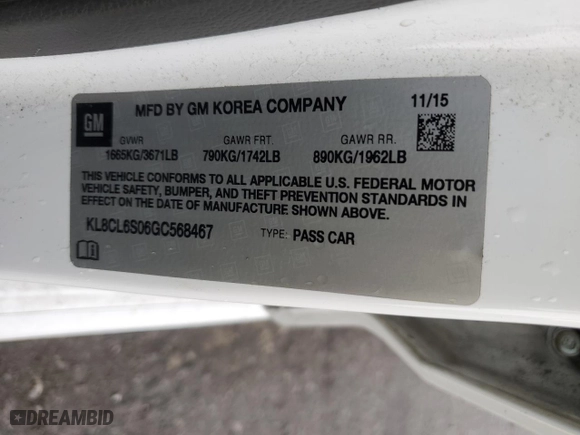 GM
MFD BY GM KOREA COMPANY
11/15
GVWR
GAWR FRT.
GAWR RR.
1665KG/3671LB
790KG/1742LB
890KG/1962LB
THIS VEHICLE CONFORMS TO ALL APPLICABLE U.S. FEDERAL MOTOR
VEHICLE SAFETY, BUMPER, AND THEFT PREVENTION STANDARDS IN
EFFECT ON THE DATE OF MANUFACTURE SHOWN ABOVE.
KL8CL6S06GC568467
TYPE: PASS CAR
DREAMBID